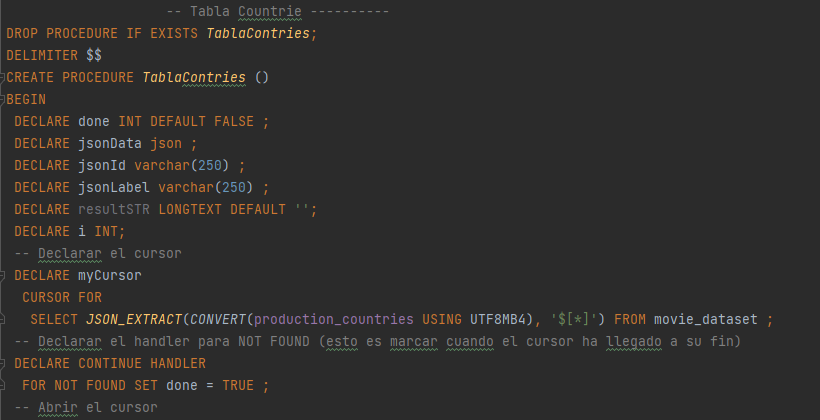 -- Tabla Countrie ----------
DROP PROCEDURE IF EXISTS TablaContries;
DELIMITER $$
CREATE PROCEDURE TablaContries ()
BEGIN
DECLARE done INT DEFAULT FALSE ;
DECLARE jsonData json ;
DECLARE jsonId varchar(250) ;
DECLARE jsonLabel varchar(250) ;
DECLARE resultSTR LONGTEXT DEFAULT '';
DECLARE i INT;
-- Declarar el cursor
DECLARE myCursor
CURSOR FOR
SELECT JSON_EXTRACT(CONVERT(production_countries USING UTF8MB4), '$[*]') FROM movie_dataset ;
-- Declarar el handler para NOT FOUND (esto es marcar cuando el cursor ha llegado a su fin)
DECLARE CONTINUE HANDLER
FOR NOT FOUND SET done = TRUE ;
-- Abrir el cursor